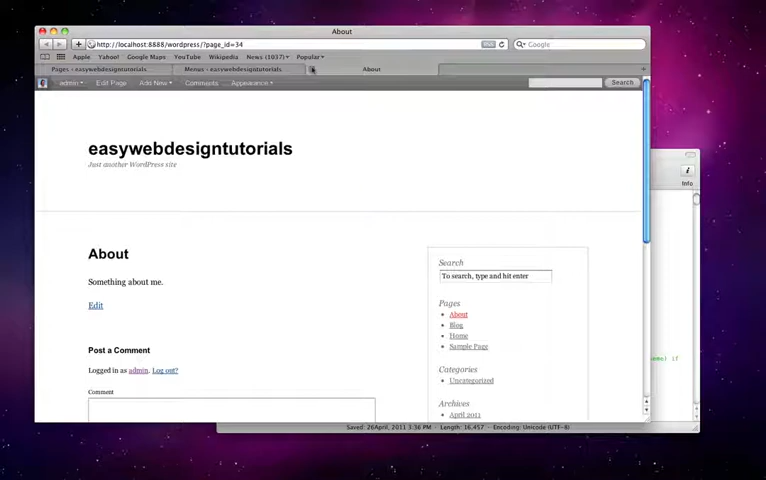 About
http://localhost:8888/wordpress/?page_id=34
Google
Apple Yahoo! Google Maps YouTube Wikipedia News (1037) Popular
Pages ‹ easywebdesigntutorials
Menus ‹ easywebdesigntutorials
About
admin Edit Page Add New Comments Appearance
Search
easywebdesigntutorials
Just another WordPress site
Info
About
Something about me.
Edit
Search
To search, type and hit enter
Pages
About
Blog
Home
Sample Page
Post a Comment
Logged in as admin. Log out?
Comment
Categories
Uncategorized
Archives
April 2011
if
Saved: 26April, 2011 3:36 PM - Length: 16,457 - Encoding: Unicode (UTF-8)